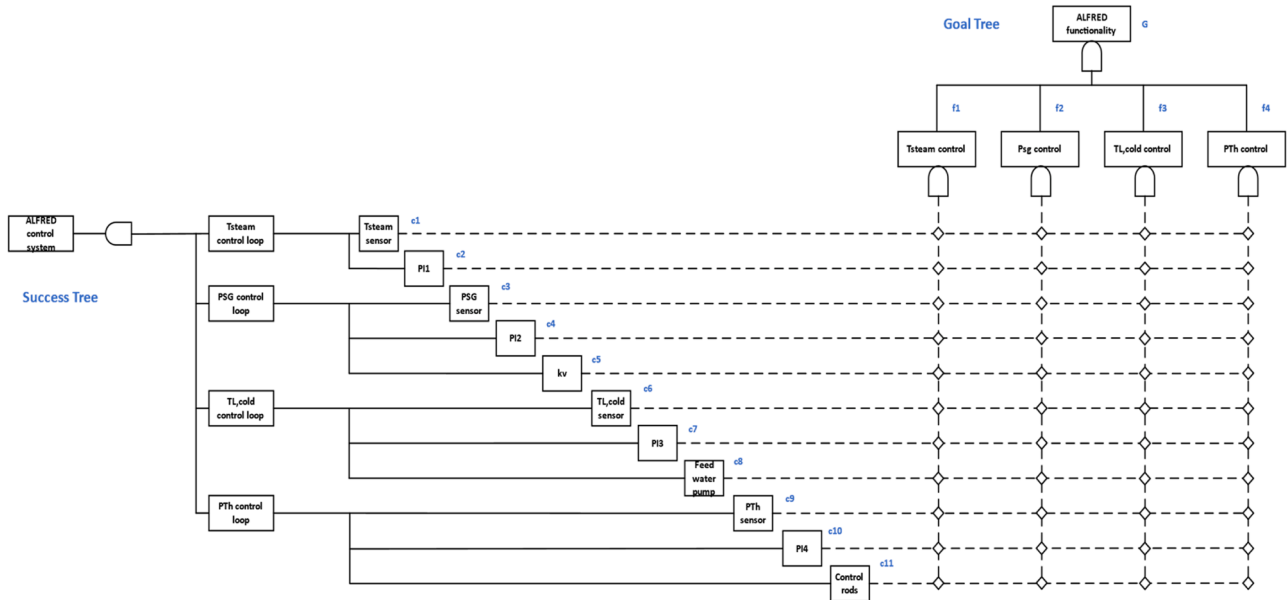 Goal Tree
ALFRED
functionality
G
f1
f2
f3
f4
Tsteam control
Psg control
TL,cold control
PTh control
ALFRED
control
system
Tsteam
control loop
Tsteam
sensor
c1
PI1
c2
Success Tree
PSG control
loop
PSG
sensor
c3
PI2
c4
kv
c5
TL,cold
control loop
TL,cold
sensor
c6
PI3
c7
Feed
water
pump
c8
PTh control
loop
PTh
sensor
c9
PI4
c10
Control
rods
c11